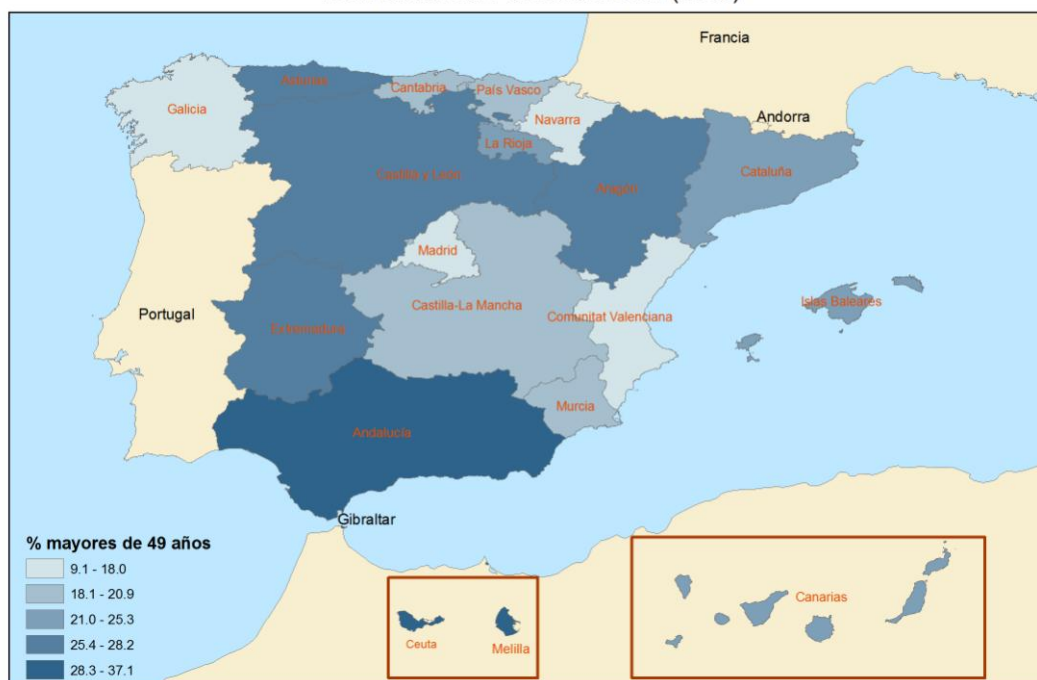 Francia
Asturias
Cantabria
País Vasco
Galicia
Navarra
Andorra
La Rioja
Cataluña
Castilla y León
Aragón
Madrid
Castilla-La Mancha
Islas Baleares
Portugal
Comunitat Valenciana
Extremadura
Murcia
Andalucía
Gibraltar
% mayores de 49 años
9.1 - 18.0
18.1 - 20.9
21.0 - 25.3
25.4 - 28.2
28.3 - 37.1
Ceuta
Melilla
Canarias